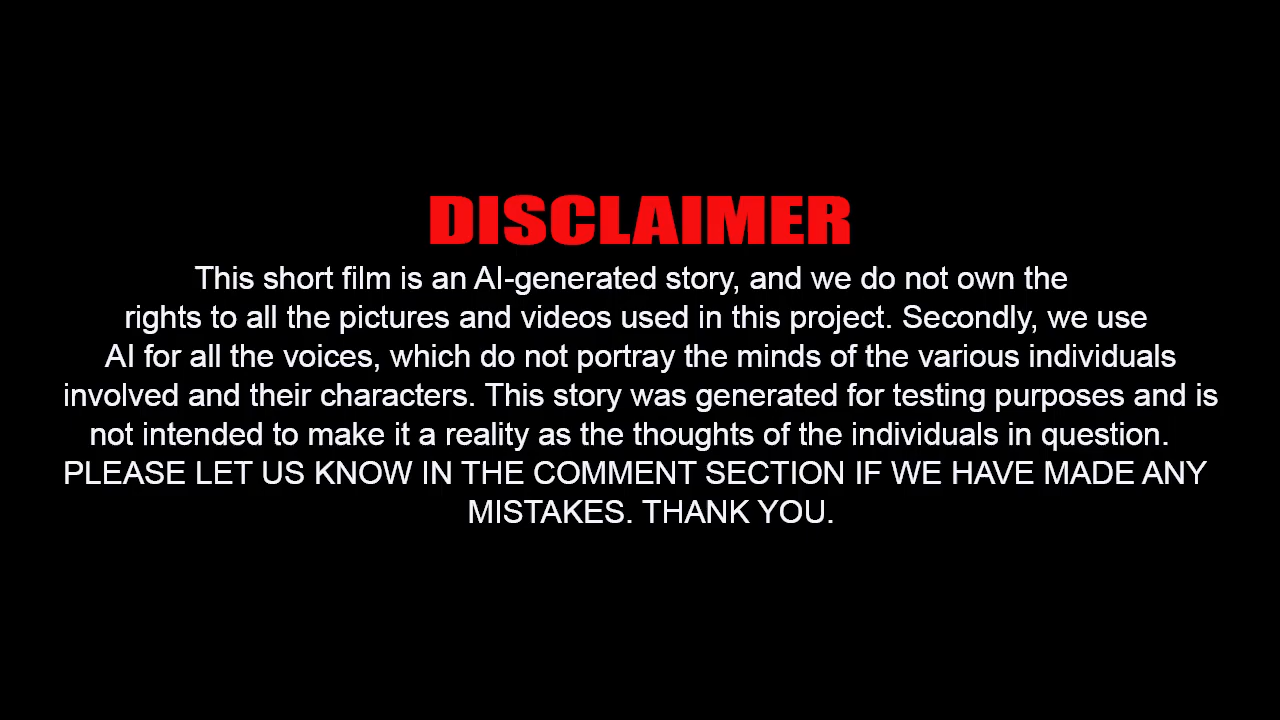 DISCLAIMER
This short film is an AI-generated story, and we do not own the
rights to all the pictures and videos used in this project. Secondly, we use
AI for all the voices, which do not portray the minds of the various individuals
involved and their characters. This story was generated for testing purposes and is
not intended to make it a reality as the thoughts of the individuals in question.
PLEASE LET US KNOW IN THE COMMENT SECTION IF WE HAVE MADE ANY
MISTAKES. THANK YOU.